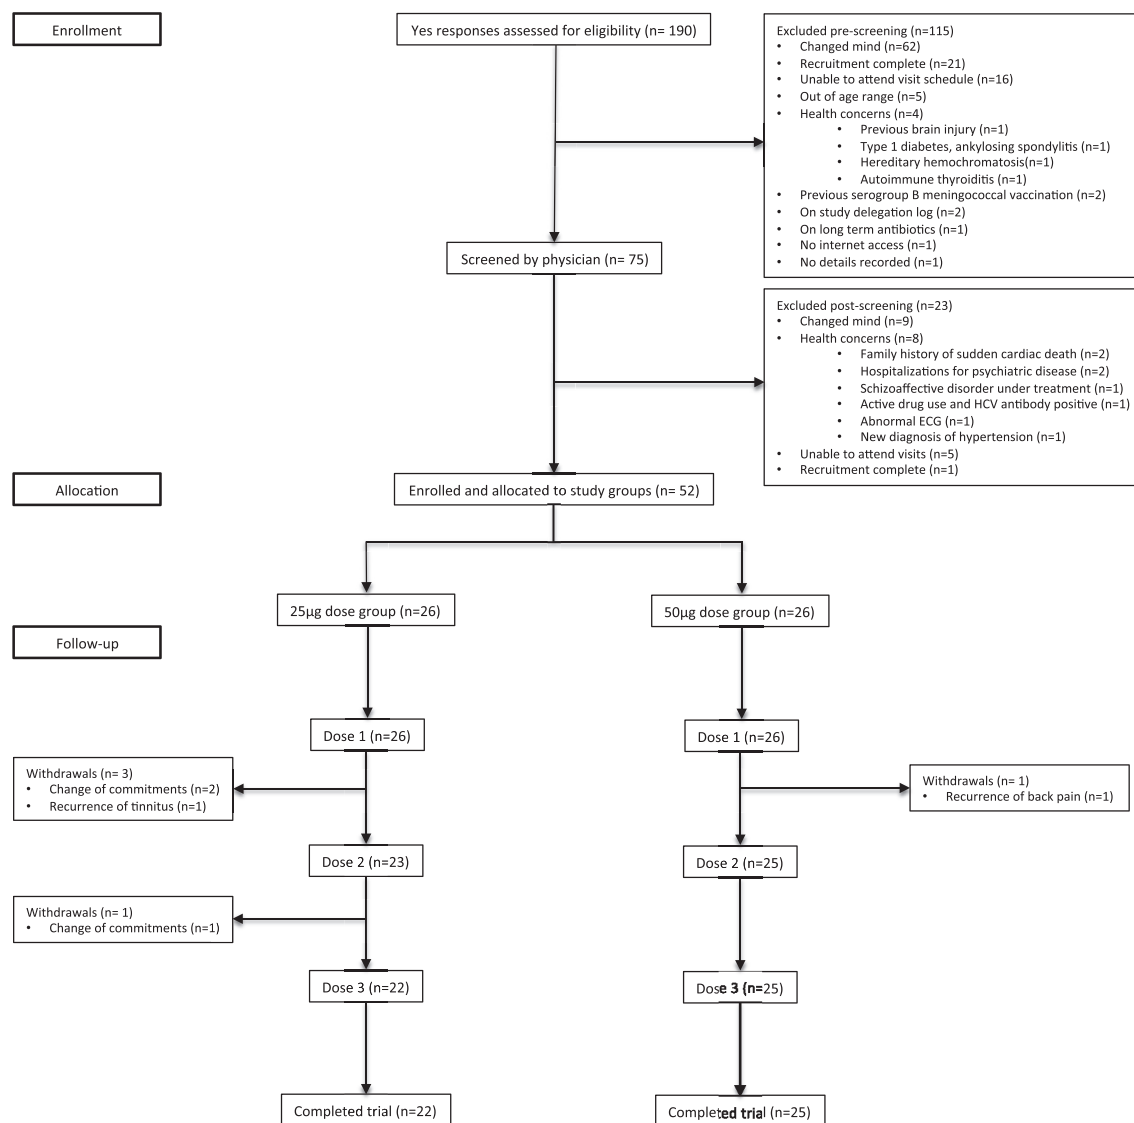 Enrollment
Yes responses assessed for eligibility (n= 190)
Excluded pre-screening (n=115)
• Changed mind (n=62)
• Recruitment complete (n=21)
• Unable to attend visit schedule (n=16)
• Out of age range (n=5)
• Health concerns (n=4)
• Previous brain injury (n=1)
• Type 1 diabetes, ankylosing spondylitis (n=1)
• Hereditary hemochromatosis(n=1)
• Autoimmune thyroiditis (n=1)
• Previous serogroup B meningococcal vaccination (n=2)
• On study delegation log (n=2)
• On long term antibiotics (n=1)
• No internet access (n=1)
• No details recorded (n=1)
Screened by physician (n= 75)
Excluded post-screening (n=23)
• Changed mind (n=9)
• Health concerns (n=8)
• Family history of sudden cardiac death (n=2)
• Hospitalizations for psychiatric disease (n=2)
• Schizoaffective disorder under treatment (n=1)
• Active drug use and HCV antibody positive (n=1)
• Abnormal ECG (n=1)
• New diagnosis of hypertension (n=1)
• Unable to attend visits (n=5)
• Recruitment complete (n=1)
Allocation
Enrolled and allocated to study groups (n= 52)
25µg dose group (n=26)
50µg dose group (n=26)
Follow-up
Dose 1 (n=26)
Dose 1 (n=26)
Withdrawals (n= 3)
• Change of commitments (n=2)
• Recurrence of tinnitus (n=1)
Withdrawals (n= 1)
• Recurrence of back pain (n=1)
Dose 2 (n=23)
Dose 2 (n=25)
Withdrawals (n= 1)
• Change of commitments (n=1)
Dose 3 (n=22)
Dose 3 (n=25)
Completed trial (n=22)
Completed trial (n=25)